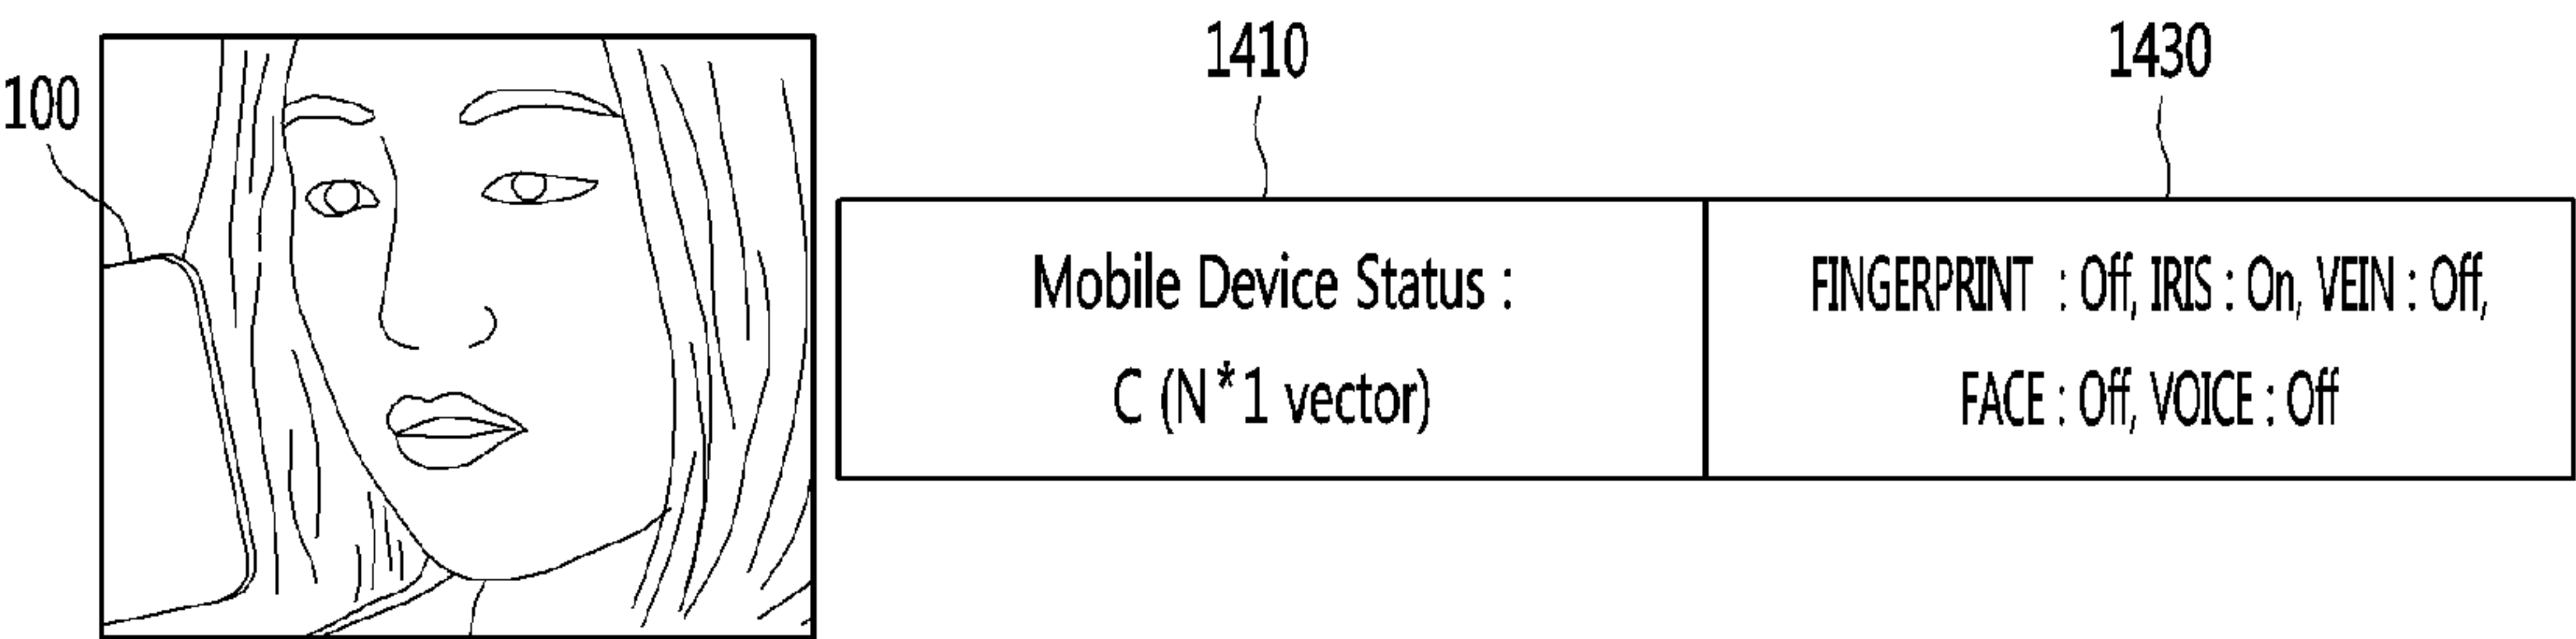 100
1410
1430
Mobile Device Status :
C (N*1 vector)
FINGERPRINT : Off, IRIS : On, VEIN : Off,
FACE : Off, VOICE : Off